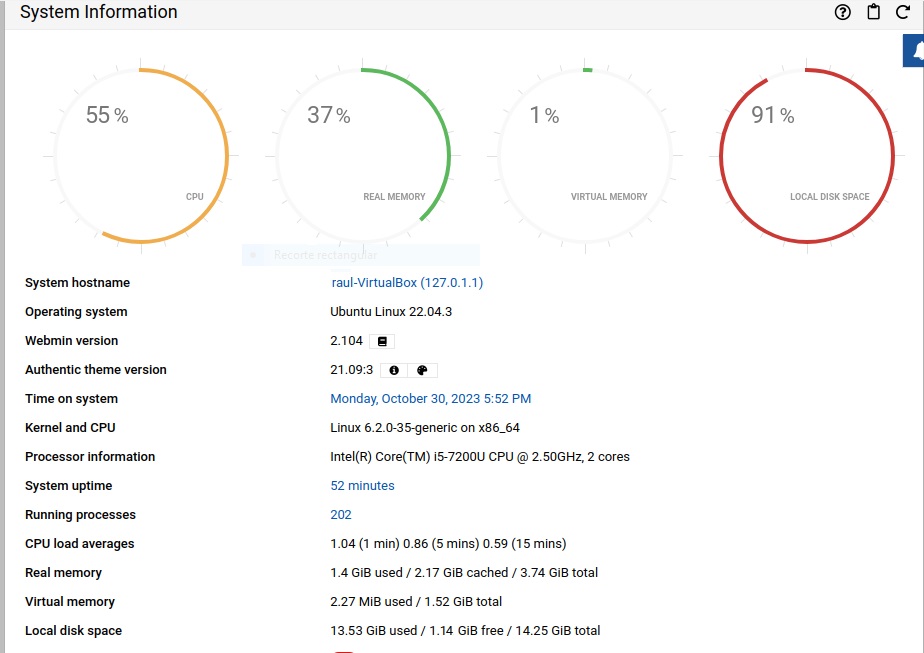 System Information
55 %
CPU
37 %
REAL MEMORY
1 %
VIRTUAL MEMORY
91 %
LOCAL DISK SPACE
Recorte rectangular
System hostname raul-VirtualBox (127.0.1.1)
Operating system Ubuntu Linux 22.04.3
Webmin version 2.104
Authentic theme version 21.09:3
Time on system Monday, October 30, 2023 5:52 PM
Kernel and CPU Linux 6.2.0-35-generic on x86_64
Processor information Intel(R) Core(TM) i5-7200U CPU @ 2.50GHz, 2 cores
System uptime 52 minutes
Running processes 202
CPU load averages 1.04 (1 min) 0.86 (5 mins) 0.59 (15 mins)
Real memory 1.4 GiB used / 2.17 GiB cached / 3.74 GiB total
Virtual memory 2.27 MiB used / 1.52 GiB total
Local disk space 13.53 GiB used / 1.14 GiB free / 14.25 GiB total